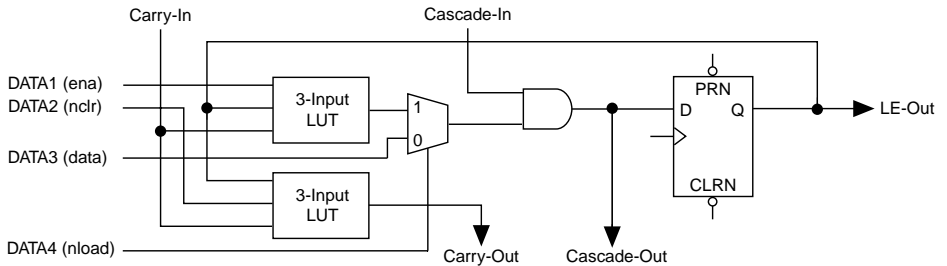 Carry-In
Cascade-In
DATA1 (ena)
DATA2 (nclr)
3-Input
LUT
1
0
PRN
D
Q
LE-Out
DATA3 (data)
3-Input
LUT
CLRN
DATA4 (nload)
Carry-Out
Cascade-Out